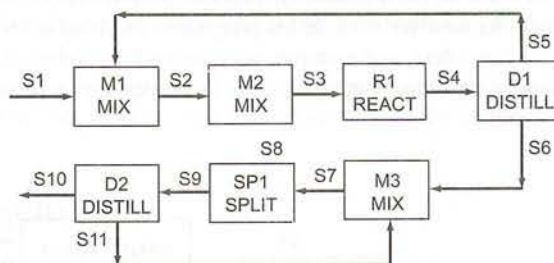 S5
S1
M1
MIX
S2
M2
MIX
S3
R1
REACT
S4
D1
DISTILL
S6
S8
S10
D2
DISTILL
S9
SP1
SPLIT
S7
M3
MIX
S11